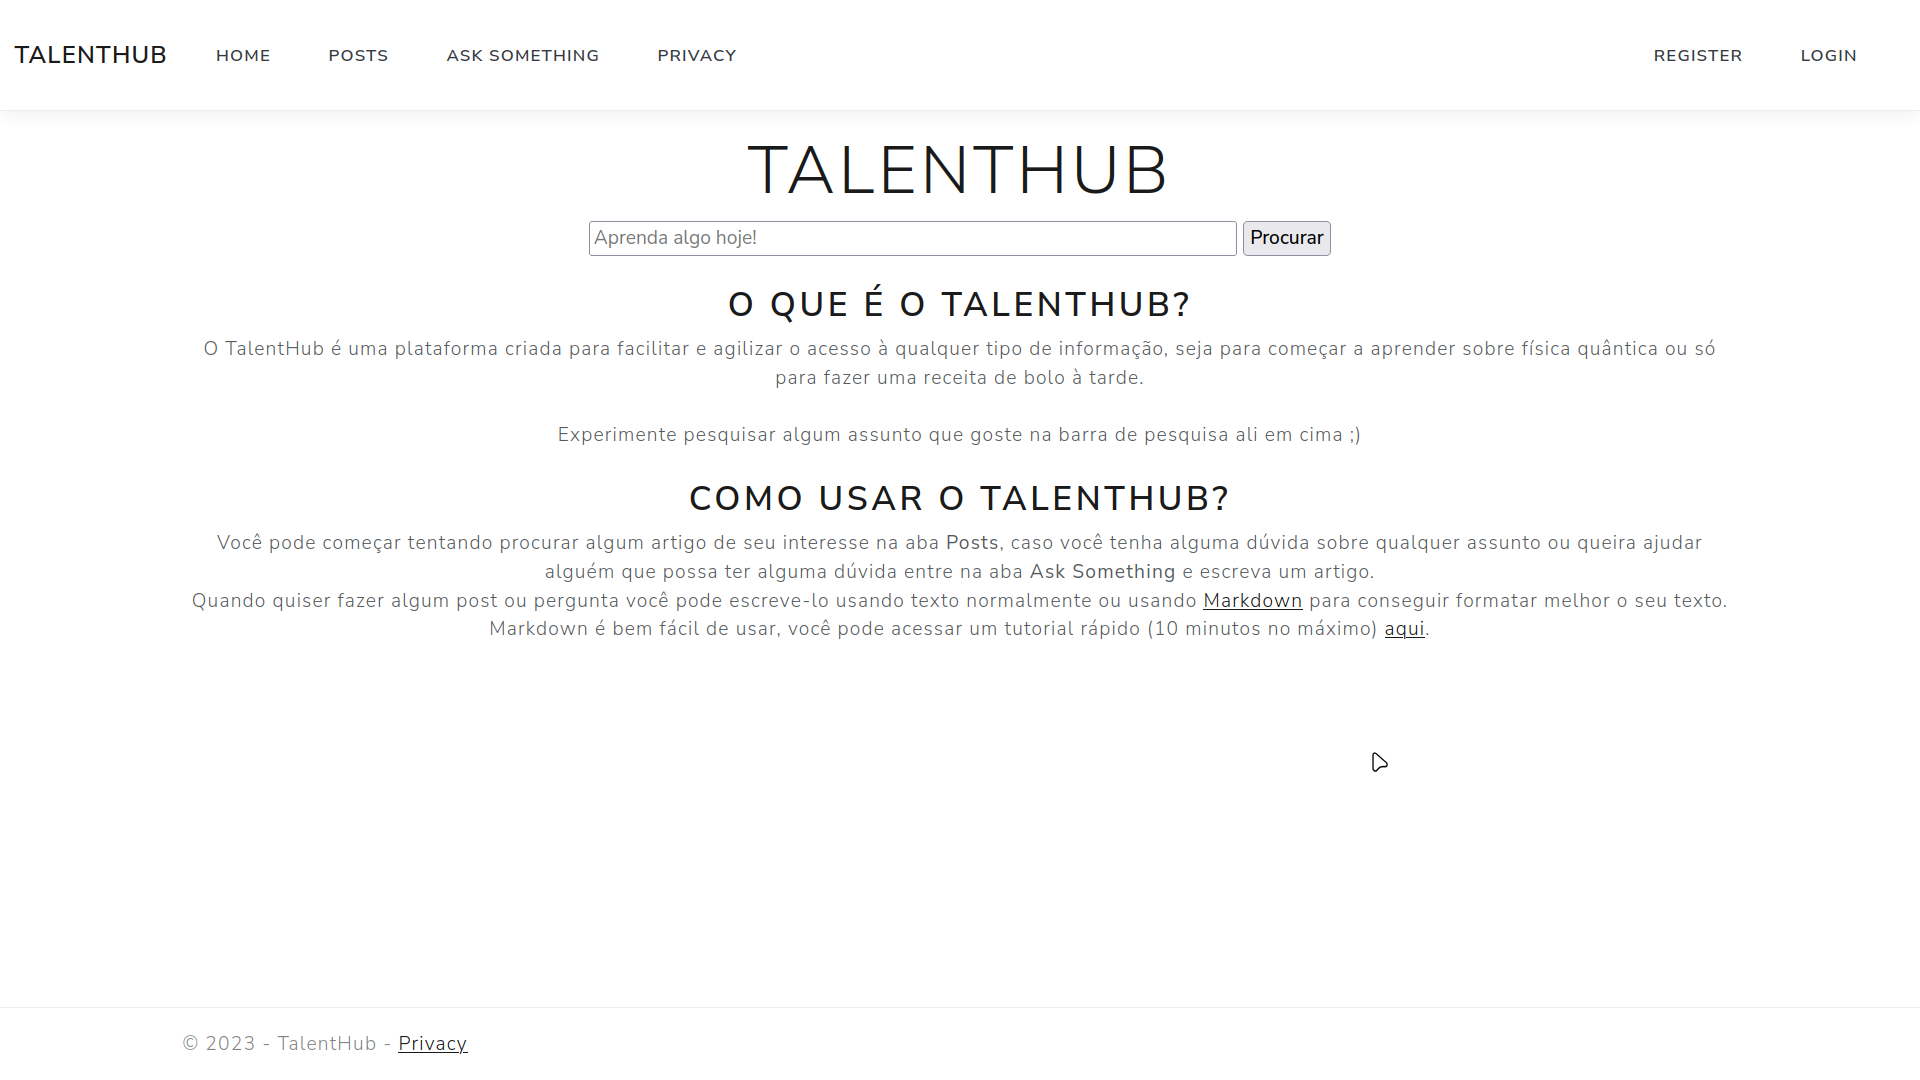 TALENTHUB HOME POSTS ASK SOMETHING PRIVACY REGISTER LOGIN
TALENTHUB
Aprenda algo hoje! Procurar
O QUE É O TALENTHUB?
O TalentHub é uma plataforma criada para facilitar e agilizar o acesso à qualquer tipo de informação, seja para começar a aprender sobre física quântica ou só
para fazer uma receita de bolo à tarde.
Experimente pesquisar algum assunto que goste na barra de pesquisa ali em cima ;)
COMO USAR O TALENTHUB?
Você pode começar tentando procurar algum artigo de seu interesse na aba Posts, caso você tenha alguma dúvida sobre qualquer assunto ou queira ajudar
alguém que possa ter alguma dúvida entre na aba Ask Something e escreva um artigo.
Quando quiser fazer algum post ou pergunta você pode escreve-lo usando texto normalmente ou usando Markdown para conseguir formatar melhor o seu texto.
Markdown é bem fácil de usar, você pode acessar um tutorial rápido (10 minutos no máximo) aqui.
© 2023 - TalentHub - Privacy